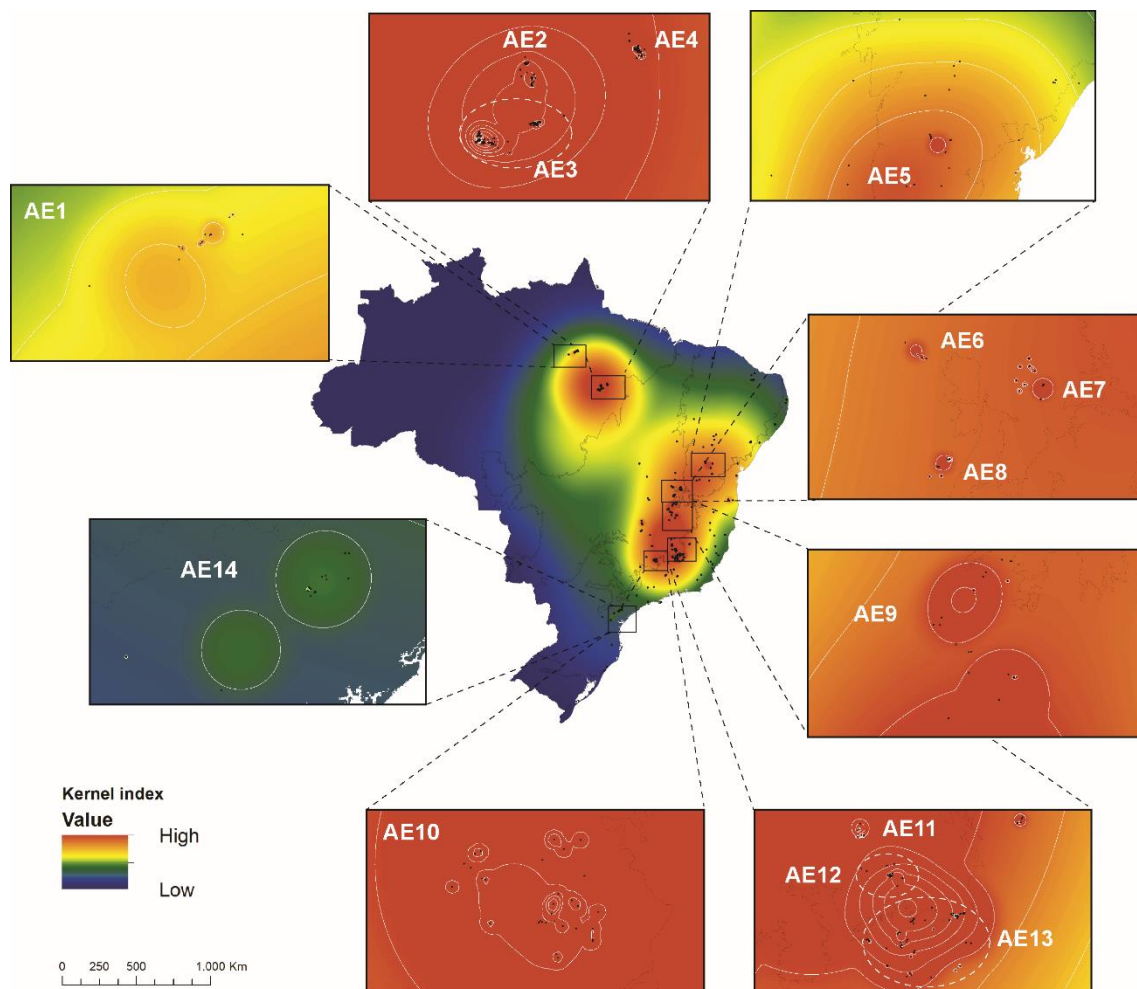 AE2 AE4
AE3
AE5
AE1
AE6
AE7
AE8
AE14
AE9
Kernel index
Value
High
Low
0 250 500 1.000 Km
AE10
AE11
AE12
AE13